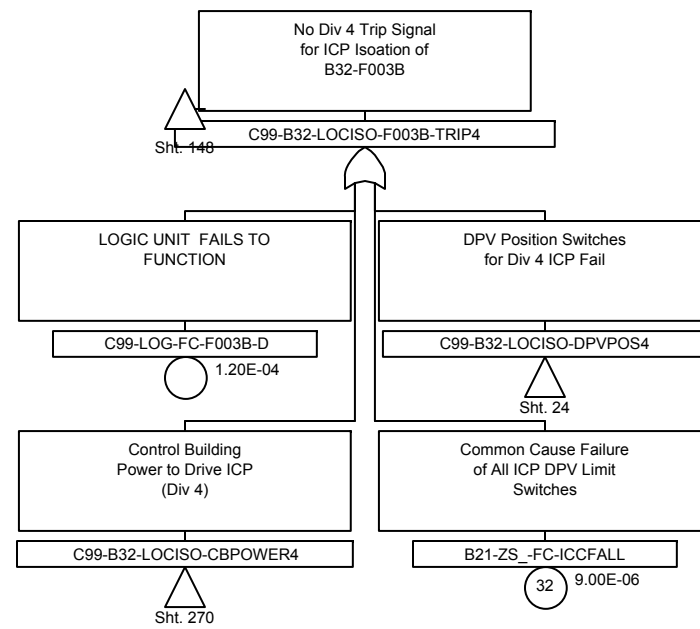 No Div 4 Trip Signal
for ICP Isoation of
B32-F003B
C99-B32-LOCISO-F003B-TRIP4
Sht. 148
LOGIC UNIT  FAILS TO
FUNCTION
C99-LOG-FC-F003B-D
1.20E-04
DPV Position Switches
for Div 4 ICP Fail
C99-B32-LOCISO-DPVPOS4
Sht. 24
Control Building
Power to Drive ICP
(Div 4)
C99-B32-LOCISO-CBPOWER4
Sht. 270
Common Cause Failure
of All ICP DPV Limit
Switches
B21-ZS_-FC-ICCFALL
32
9.00E-06